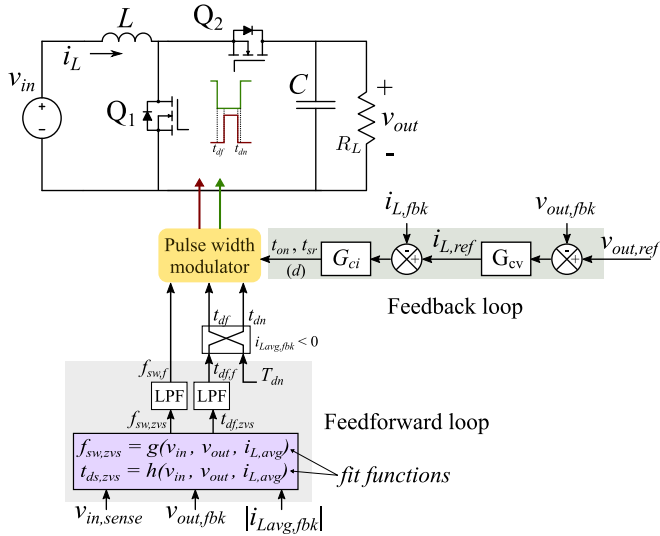 L
Q2
iL
vin
Q1
C
+
vout
RL
-
tdf
tdn
Pulse width
modulator
ton , tsr
(d)
Gci
iL,fbk
iL,ref
Gcv
vout,fbk
vout,ref
Feedback loop
tdf
tdn
iLavg,fbk < 0
fsw,f
tdf,f
Tdn
LPF
LPF
fsw,zvs
tdf,zvs
Feedforward loop
fsw,zvs = g(vin , vout , iL,avg)
tds,zvs = h(vin , vout , iL,avg)
fit functions
vin,sense
vout,fbk
|iLavg,fbk|